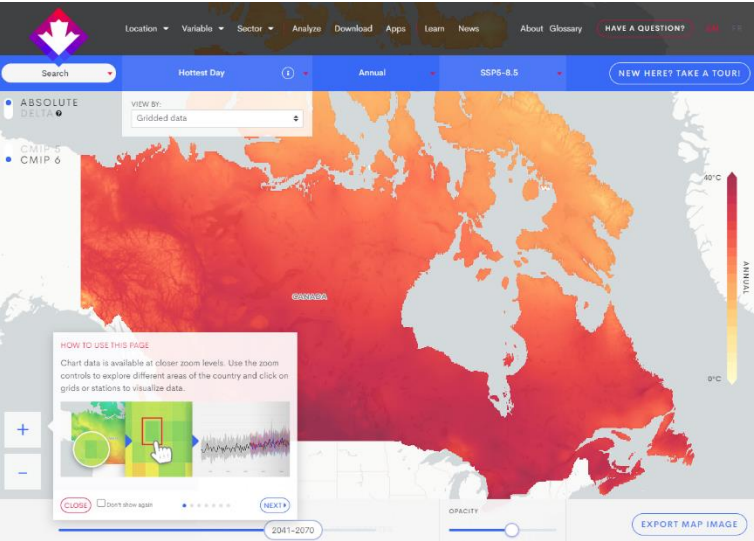 Location Variable Sector Analyze Download Apps Learn News About Glossary HAVE A QUESTION? EN FR
Search Hottest Day i Annual SSP5-8.5 NEW HERE? TAKE A TOUR!
ABSOLUTE
DELTA ?
VIEW BY:
Gridded data
CMIP 5
CMIP 6
40°C
ANNUAL
0°C
CANADA
HOW TO USE THIS PAGE
Chart data is available at closer zoom levels. Use the zoom
controls to explore different areas of the country and click on
grids or stations to visualize data.
+
-
CLOSE Don't show again NEXT
2041-2070
OPACITY
EXPORT MAP IMAGE